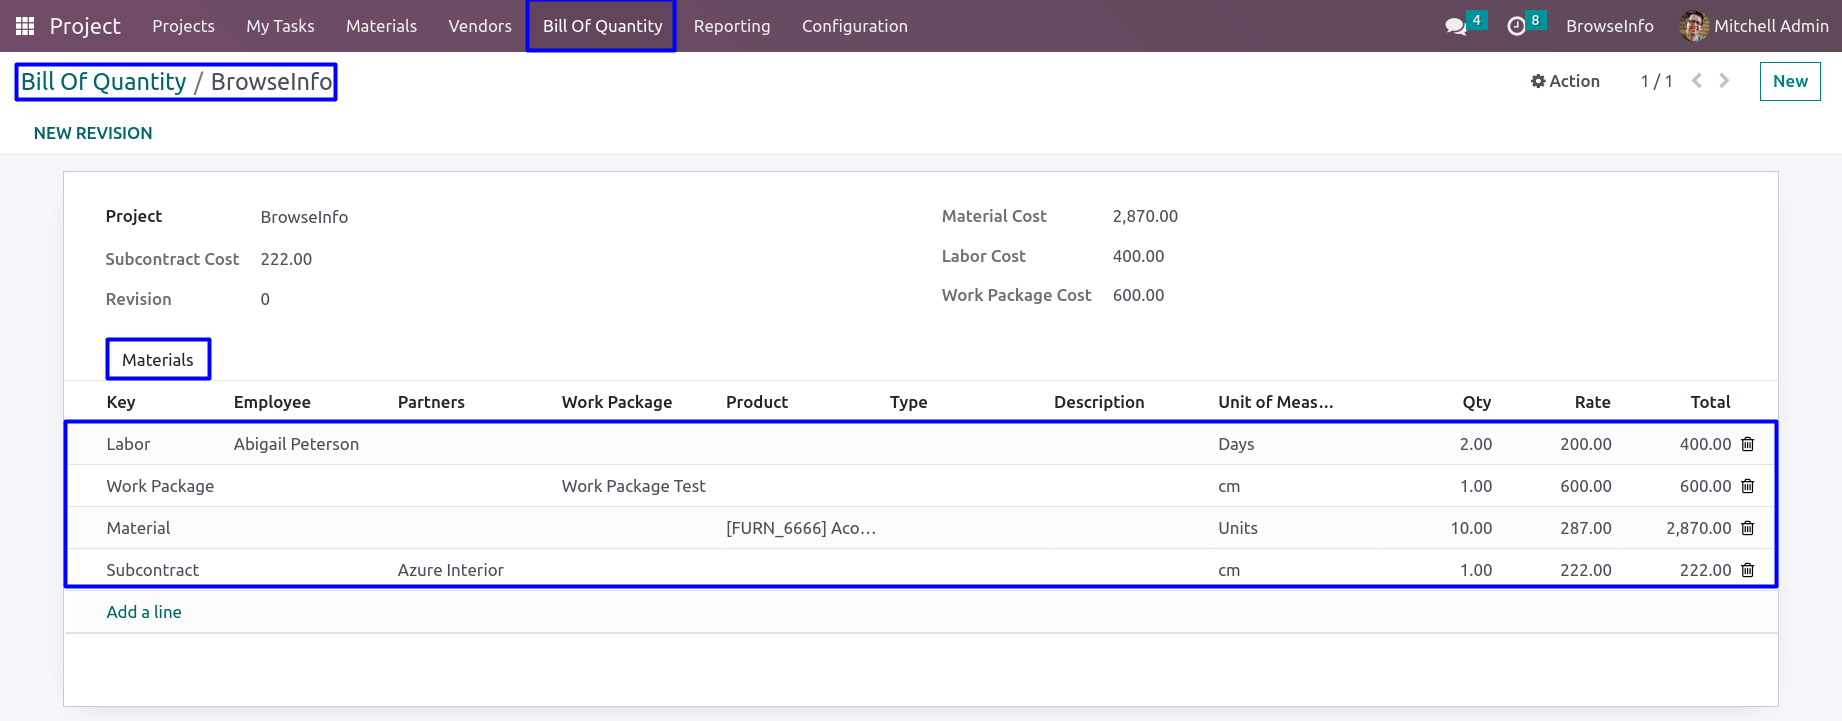 Project Projects My Tasks Materials Vendors Bill Of Quantity Reporting Configuration 4 8 BrowseInfo Mitchell Admin
Bill Of Quantity / BrowseInfo Action 1 / 1 New
NEW REVISION
Project BrowseInfo Material Cost 2,870.00
Subcontract Cost 222.00 Labor Cost 400.00
Revision 0 Work Package Cost 600.00
Materials
Key Employee Partners Work Package Product Type Description Unit of Meas... Qty Rate Total
Labor Abigail Peterson Days 2.00 200.00 400.00
Work Package Work Package Test cm 1.00 600.00 600.00
Material [FURN_6666] Aco... Units 10.00 287.00 2,870.00
Subcontract Azure Interior cm 1.00 222.00 222.00
Add a line